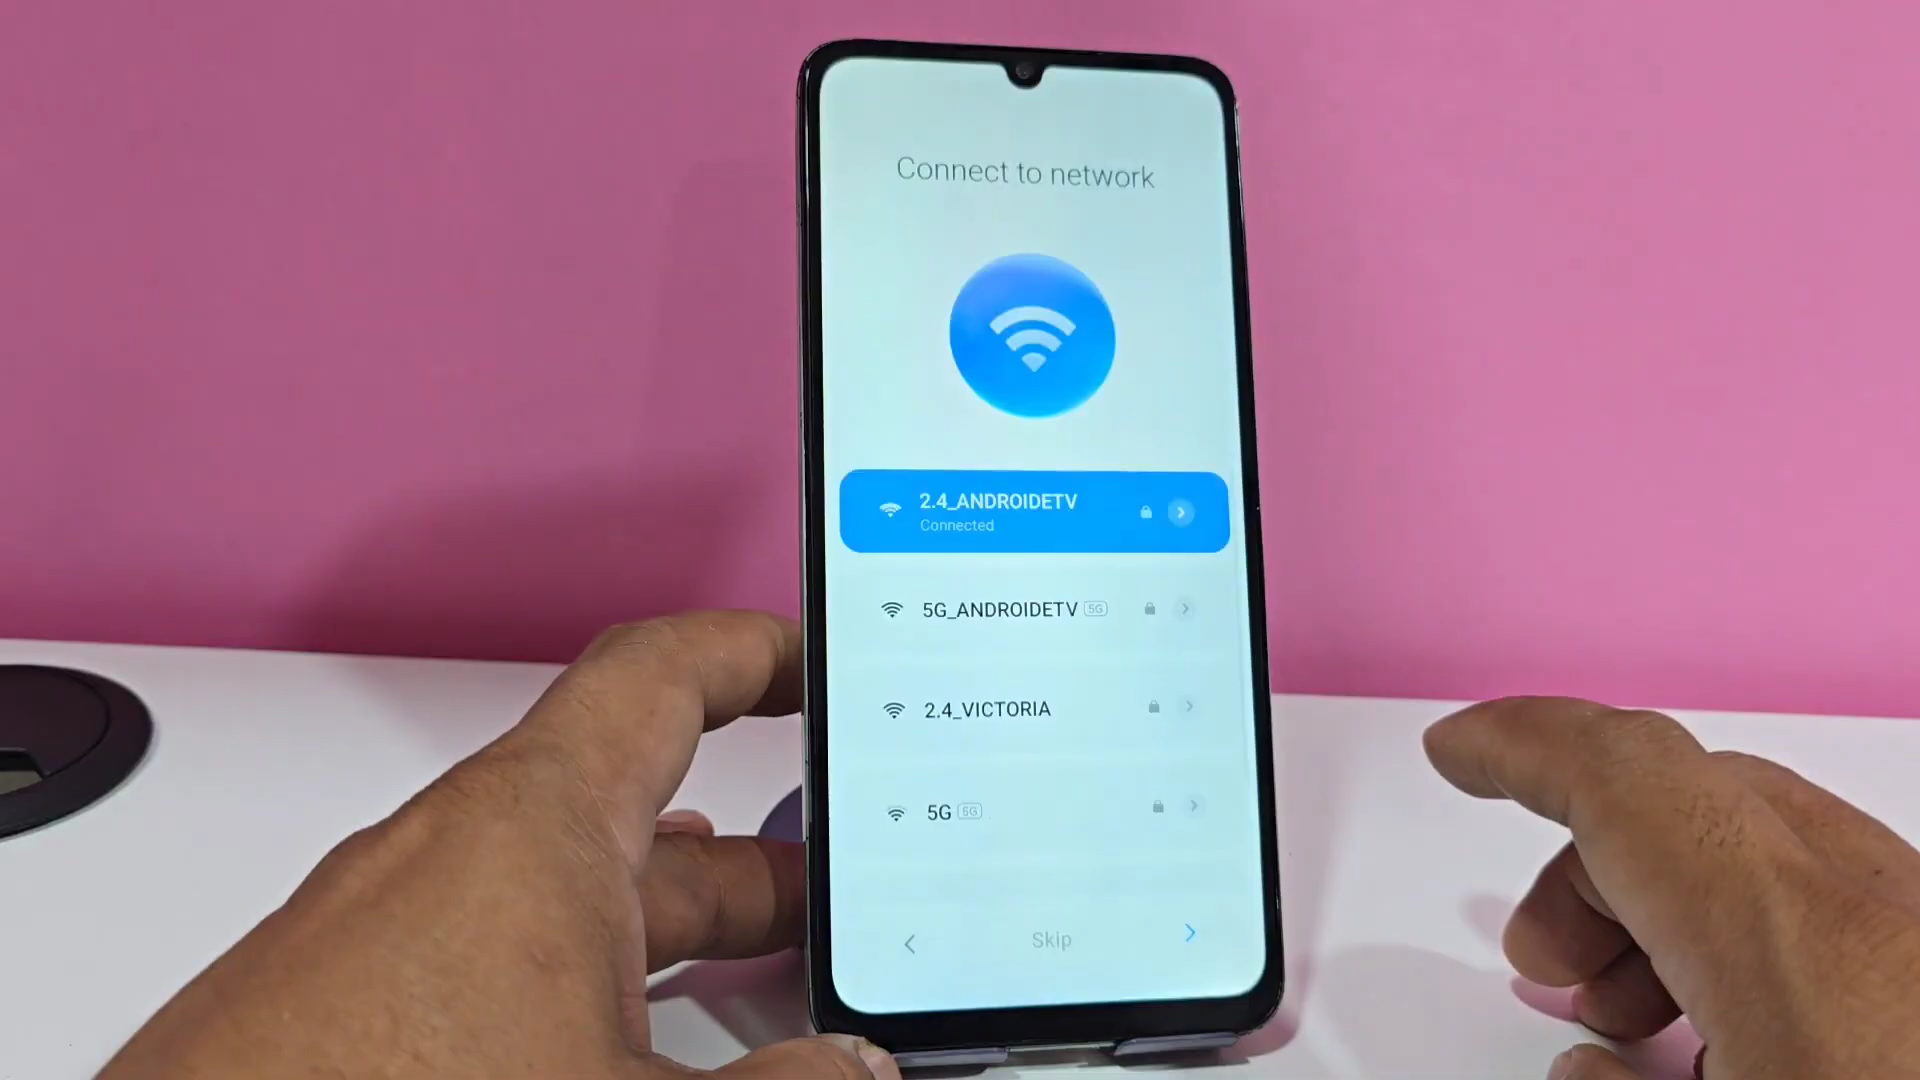 Connect to network
2.4_ANDROIDETV
Connected
5G_ANDROIDETV 5G
2.4_VICTORIA
5G 5G
Skip